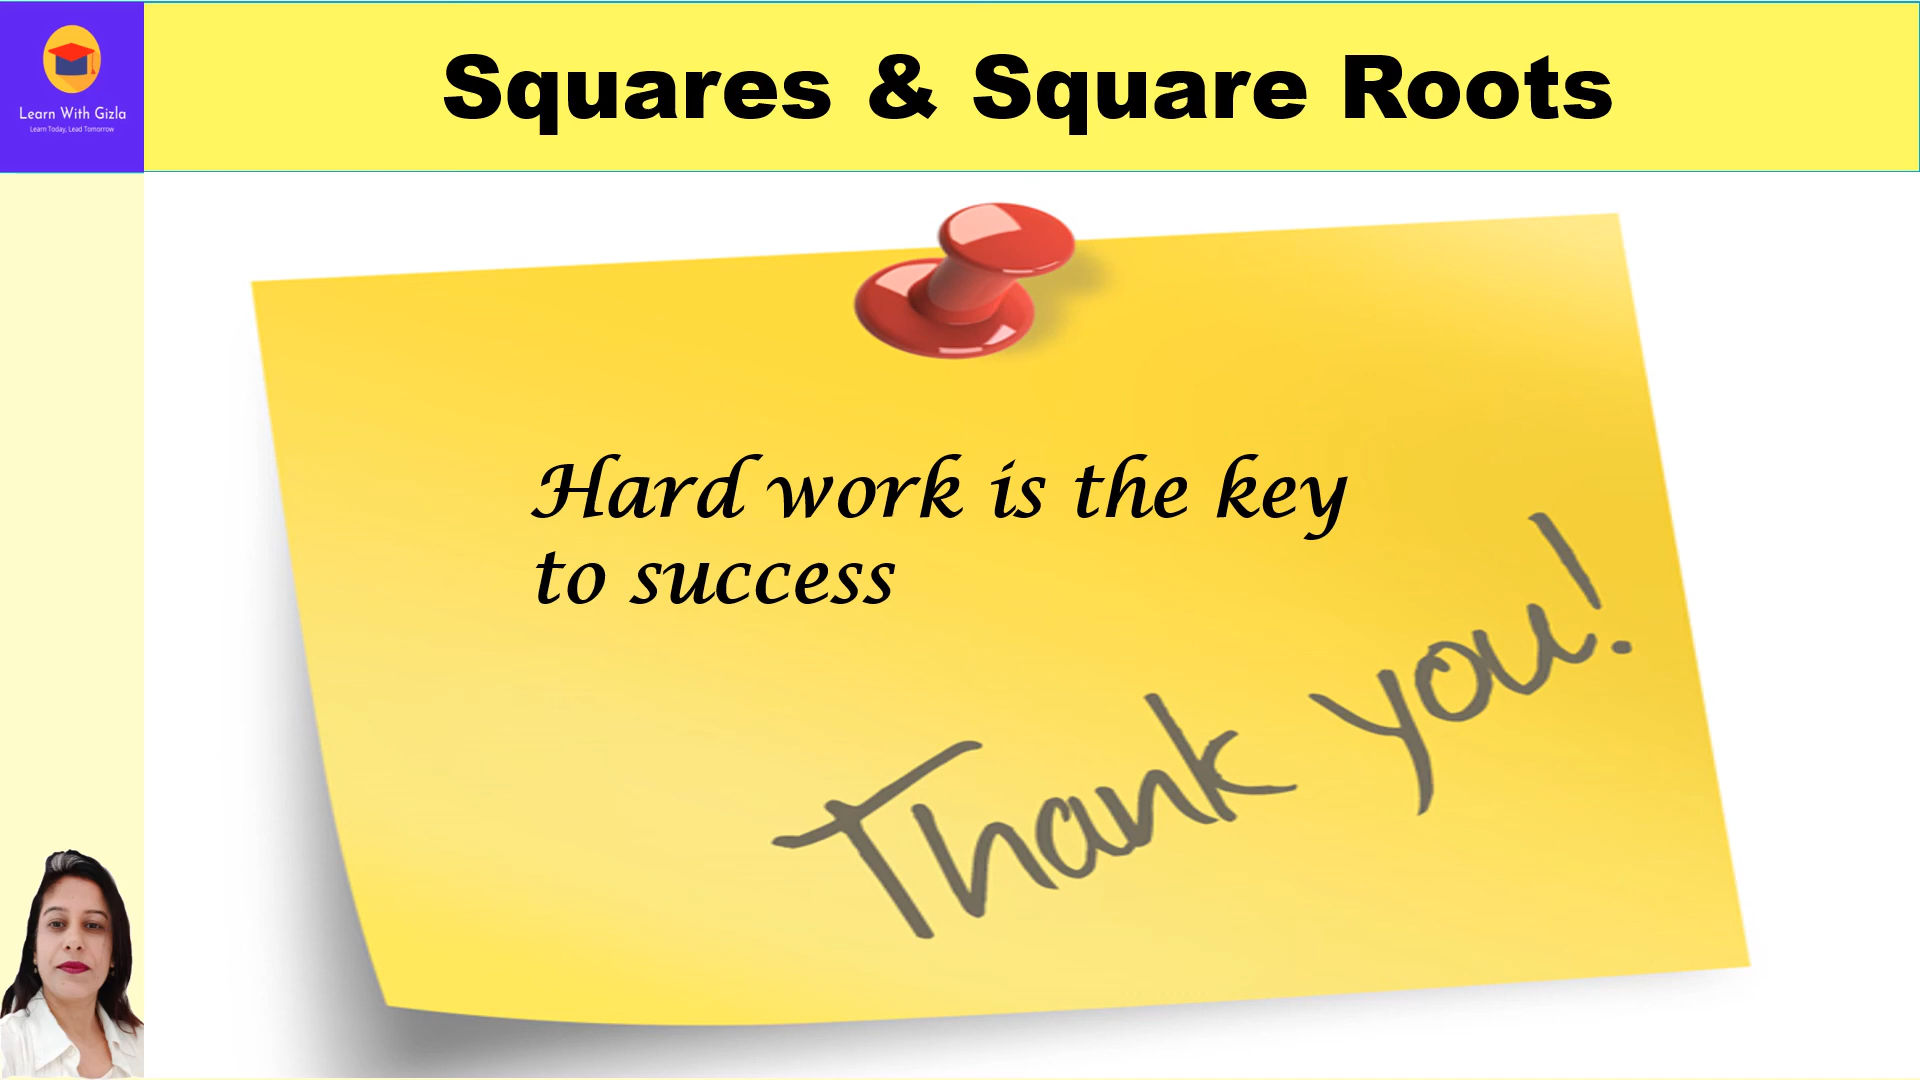 Learn With Gizla
Learn Today, Lead Tomorrow
Squares & Square Roots
Hard work is the key
to success
Thank you!